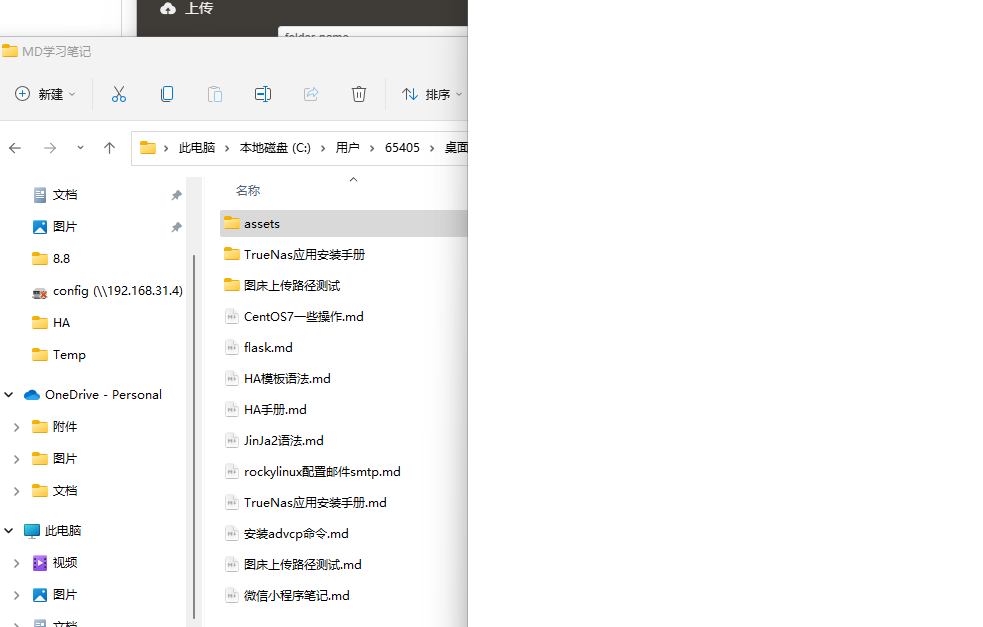 上传
folder name
MD学习笔记
新建
排序
此电脑 本地磁盘 (C:) 用户 65405 桌面
名称
文档
图片
8.8
config (\\192.168.31.4)
HA
Temp
OneDrive - Personal
附件
图片
文档
此电脑
视频
图片
文档
assets
TrueNas应用安装手册
图床上传路径测试
CentOS7一些操作.md
flask.md
HA模板语法.md
HA手册.md
JinJa2语法.md
rockylinux配置邮件smtp.md
TrueNas应用安装手册.md
安装advcp命令.md
图床上传路径测试.md
微信小程序笔记.md